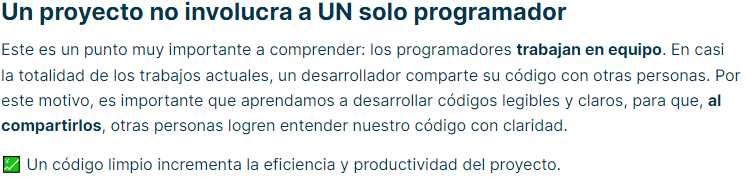 Un proyecto no involucra a UN solo programador
Este es un punto muy importante a comprender: los programadores trabajan en equipo. En casi
la totalidad de los trabajos actuales, un desarrollador comparte su código con otras personas. Por
este motivo, es importante que aprendamos a desarrollar códigos legibles y claros, para que, al
compartirlos, otras personas logren entender nuestro código con claridad.
✅ Un código limpio incrementa la eficiencia y productividad del proyecto.